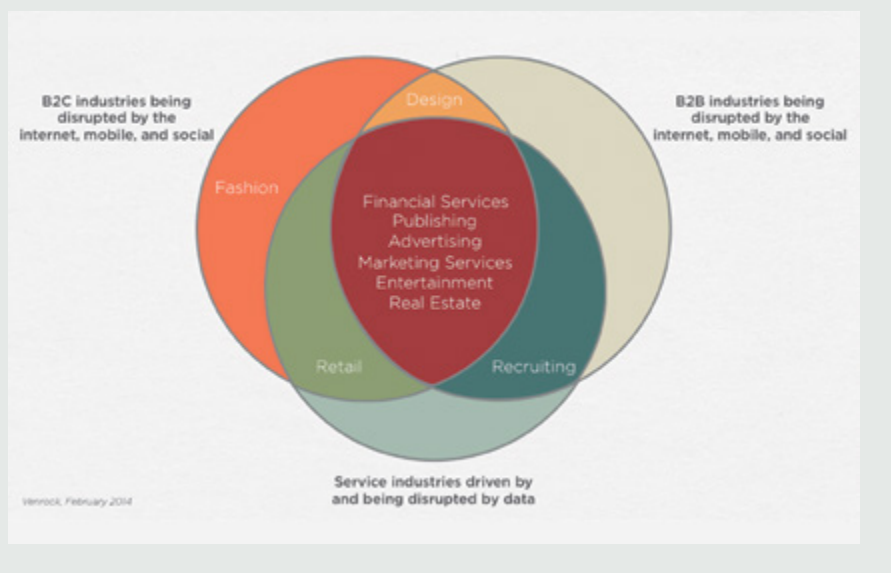 B2C industries being
disrupted by the
internet, mobile, and social
B2B industries being
disrupted by the
internet, mobile, and social
Design
Fashion
Financial Services
Publishing
Advertising
Marketing Services
Entertainment
Real Estate
Retail
Recruiting
Service industries driven by
and being disrupted by data
Venrock, February 2014